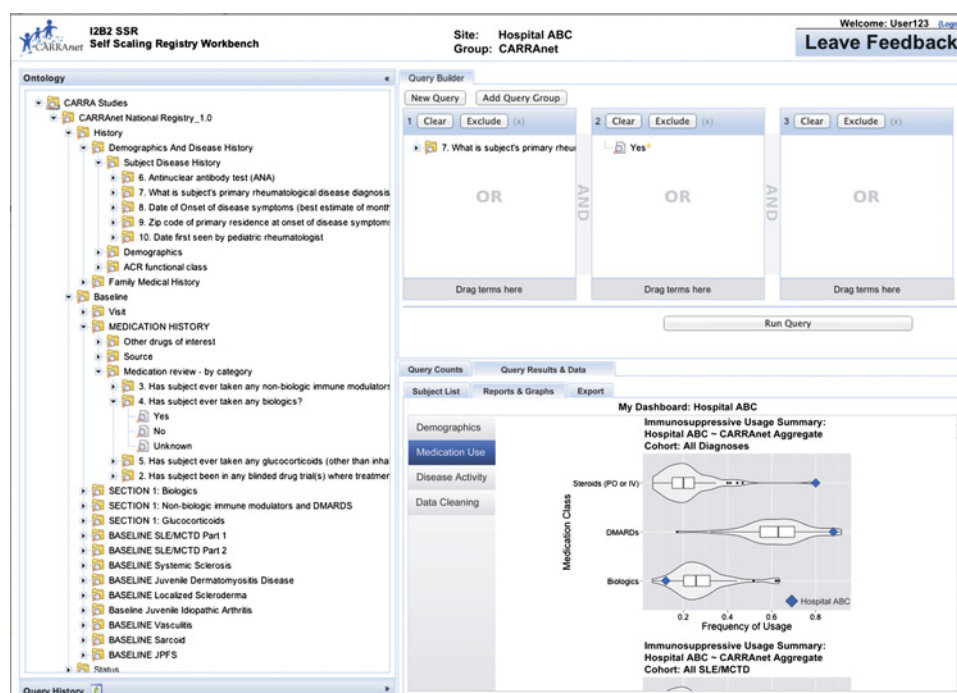 CARRAnet
I2B2 SSR
Self Scaling Registry Workbench
Site: Hospital ABC
Group: CARRAnet
Welcome: User123
Leave Feedback
Ontology
CARRA Studies
CARRAnet National Registry_1.0
History
Demographics And Disease History
Subject Disease History
6. Antinuclear antibody test (ANA)
7. What is subject's primary rheumatological disease diagnosis
8. Date of Onset of disease symptoms (best estimate of month
9. Zip code of primary residence at onset of disease symptoms
10. Date first seen by pediatric rheumatologist
Demographics
ACR functional class
Family Medical History
Baseline
Visit
MEDICATION HISTORY
Other drugs of interest
Source
Medication review - by category
3. Has subject ever taken any non-biologic immune modulators
4. Has subject ever taken any biologics?
Yes
No
Unknown
5. Has subject ever taken any glucocorticoids (other than inha
2. Has subject been in any blinded drug trial(s) where treatmer
SECTION 1: Biologics
SECTION 1: Non-biologic immune modulators and DMARDS
SECTION 1: Glucocorticoids
BASELINE SLE/MCTD Part 1
BASELINE SLE/MCTD Part 2
BASELINE Systemic Sclerosis
BASELINE Juvenile Dermatomyositis Disease
BASELINE Localized Scleroderma
Baseline Juvenile Idiopathic Arthritis
BASELINE Vasculitis
BASELINE Sarcoid
BASELINE JPFS
Status
Query History
Query Builder
New Query Add Query Group
1 Clear Exclude (x)
7. What is subject's primary rheu
OR
Drag terms here
AND
2 Clear Exclude (x)
Yes*
OR
Drag terms here
AND
3 Clear Exclude (x)
OR
Drag terms here
Run Query
Query Counts Query Results & Data
Subject List Reports & Graphs Export
My Dashboard: Hospital ABC
Demographics
Medication Use
Disease Activity
Data Cleaning
Immunosuppressive Usage Summary:
Hospital ABC ~ CARRAnet Aggregate
Cohort: All Diagnoses
Medication Class
Steroids (PO or IV)
DMARDs
Biologics
Hospital ABC
0.2 0.4 0.6 0.8
Frequency of Usage
Immunosuppressive Usage Summary:
Hospital ABC ~ CARRAnet Aggregate
Cohort: All SLE/MCTD